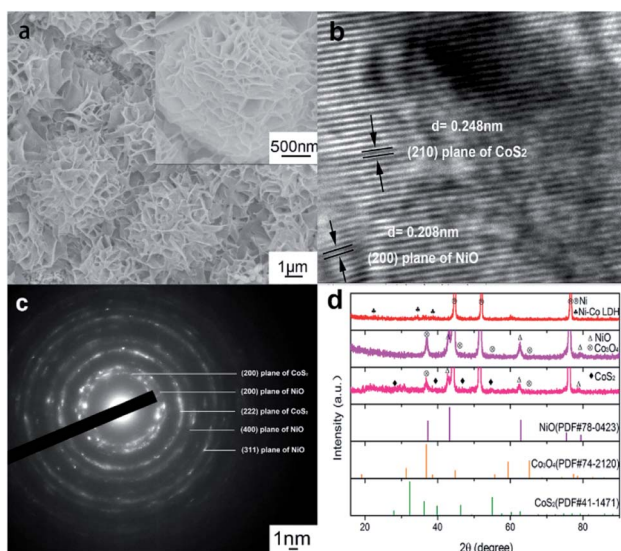 a
500nm
1μm
b
d= 0.248nm
(210) plane of CoS2
d= 0.208nm
(200) plane of NiO
c
(200) plane of CoS2
(200) plane of NiO
(222) plane of CoS2
(400) plane of NiO
(311) plane of NiO
1nm
d
⊗Ni
♣Ni-Co LDH
△ NiO
⊗ Co3O4
♦CoS2
NiO(PDF#78-0423)
Co3O4(PDF#74-2120)
CoS2(PDF#41-1471)
Intensity (a.u.)
20 40 60 80
2θ (degree)